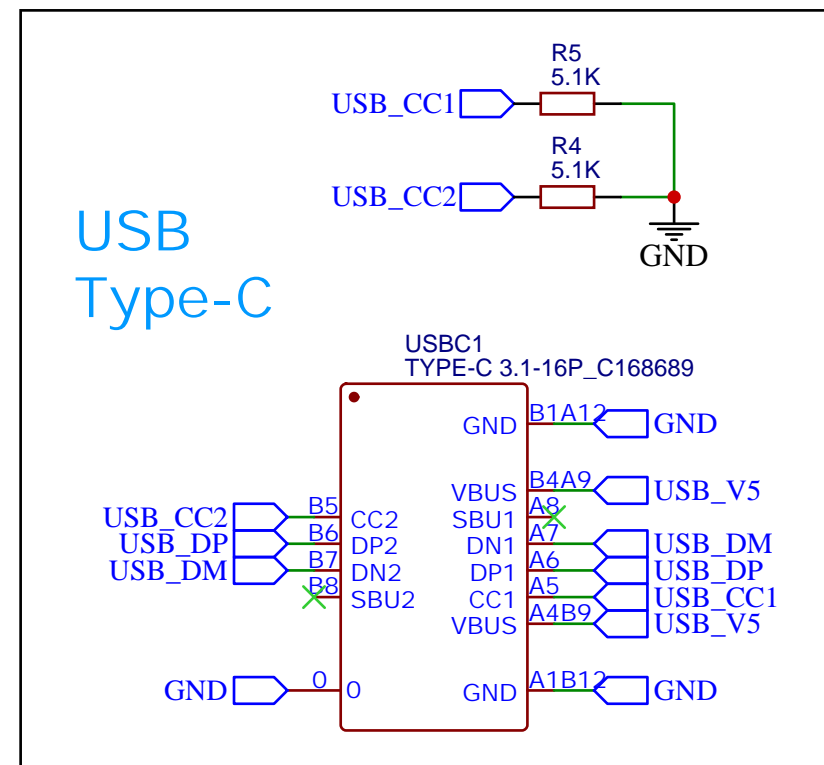 R5
5.1K
USB_CC1
R4
5.1K
USB_CC2
GND
USB
Type-C
USBC1
TYPE-C 3.1-16P_C168689
GND B1A12 GND
VBUS B4A9 USB_V5
SBU1 A8
USB_CC2 B5 CC2
DN1 A7 USB_DM
USB_DP B6 DP2
DP1 A6 USB_DP
USB_DM B7 DN2
CC1 A5 USB_CC1
B8 SBU2
VBUS A4B9 USB_V5
GND 0 0
GND A1B12 GND